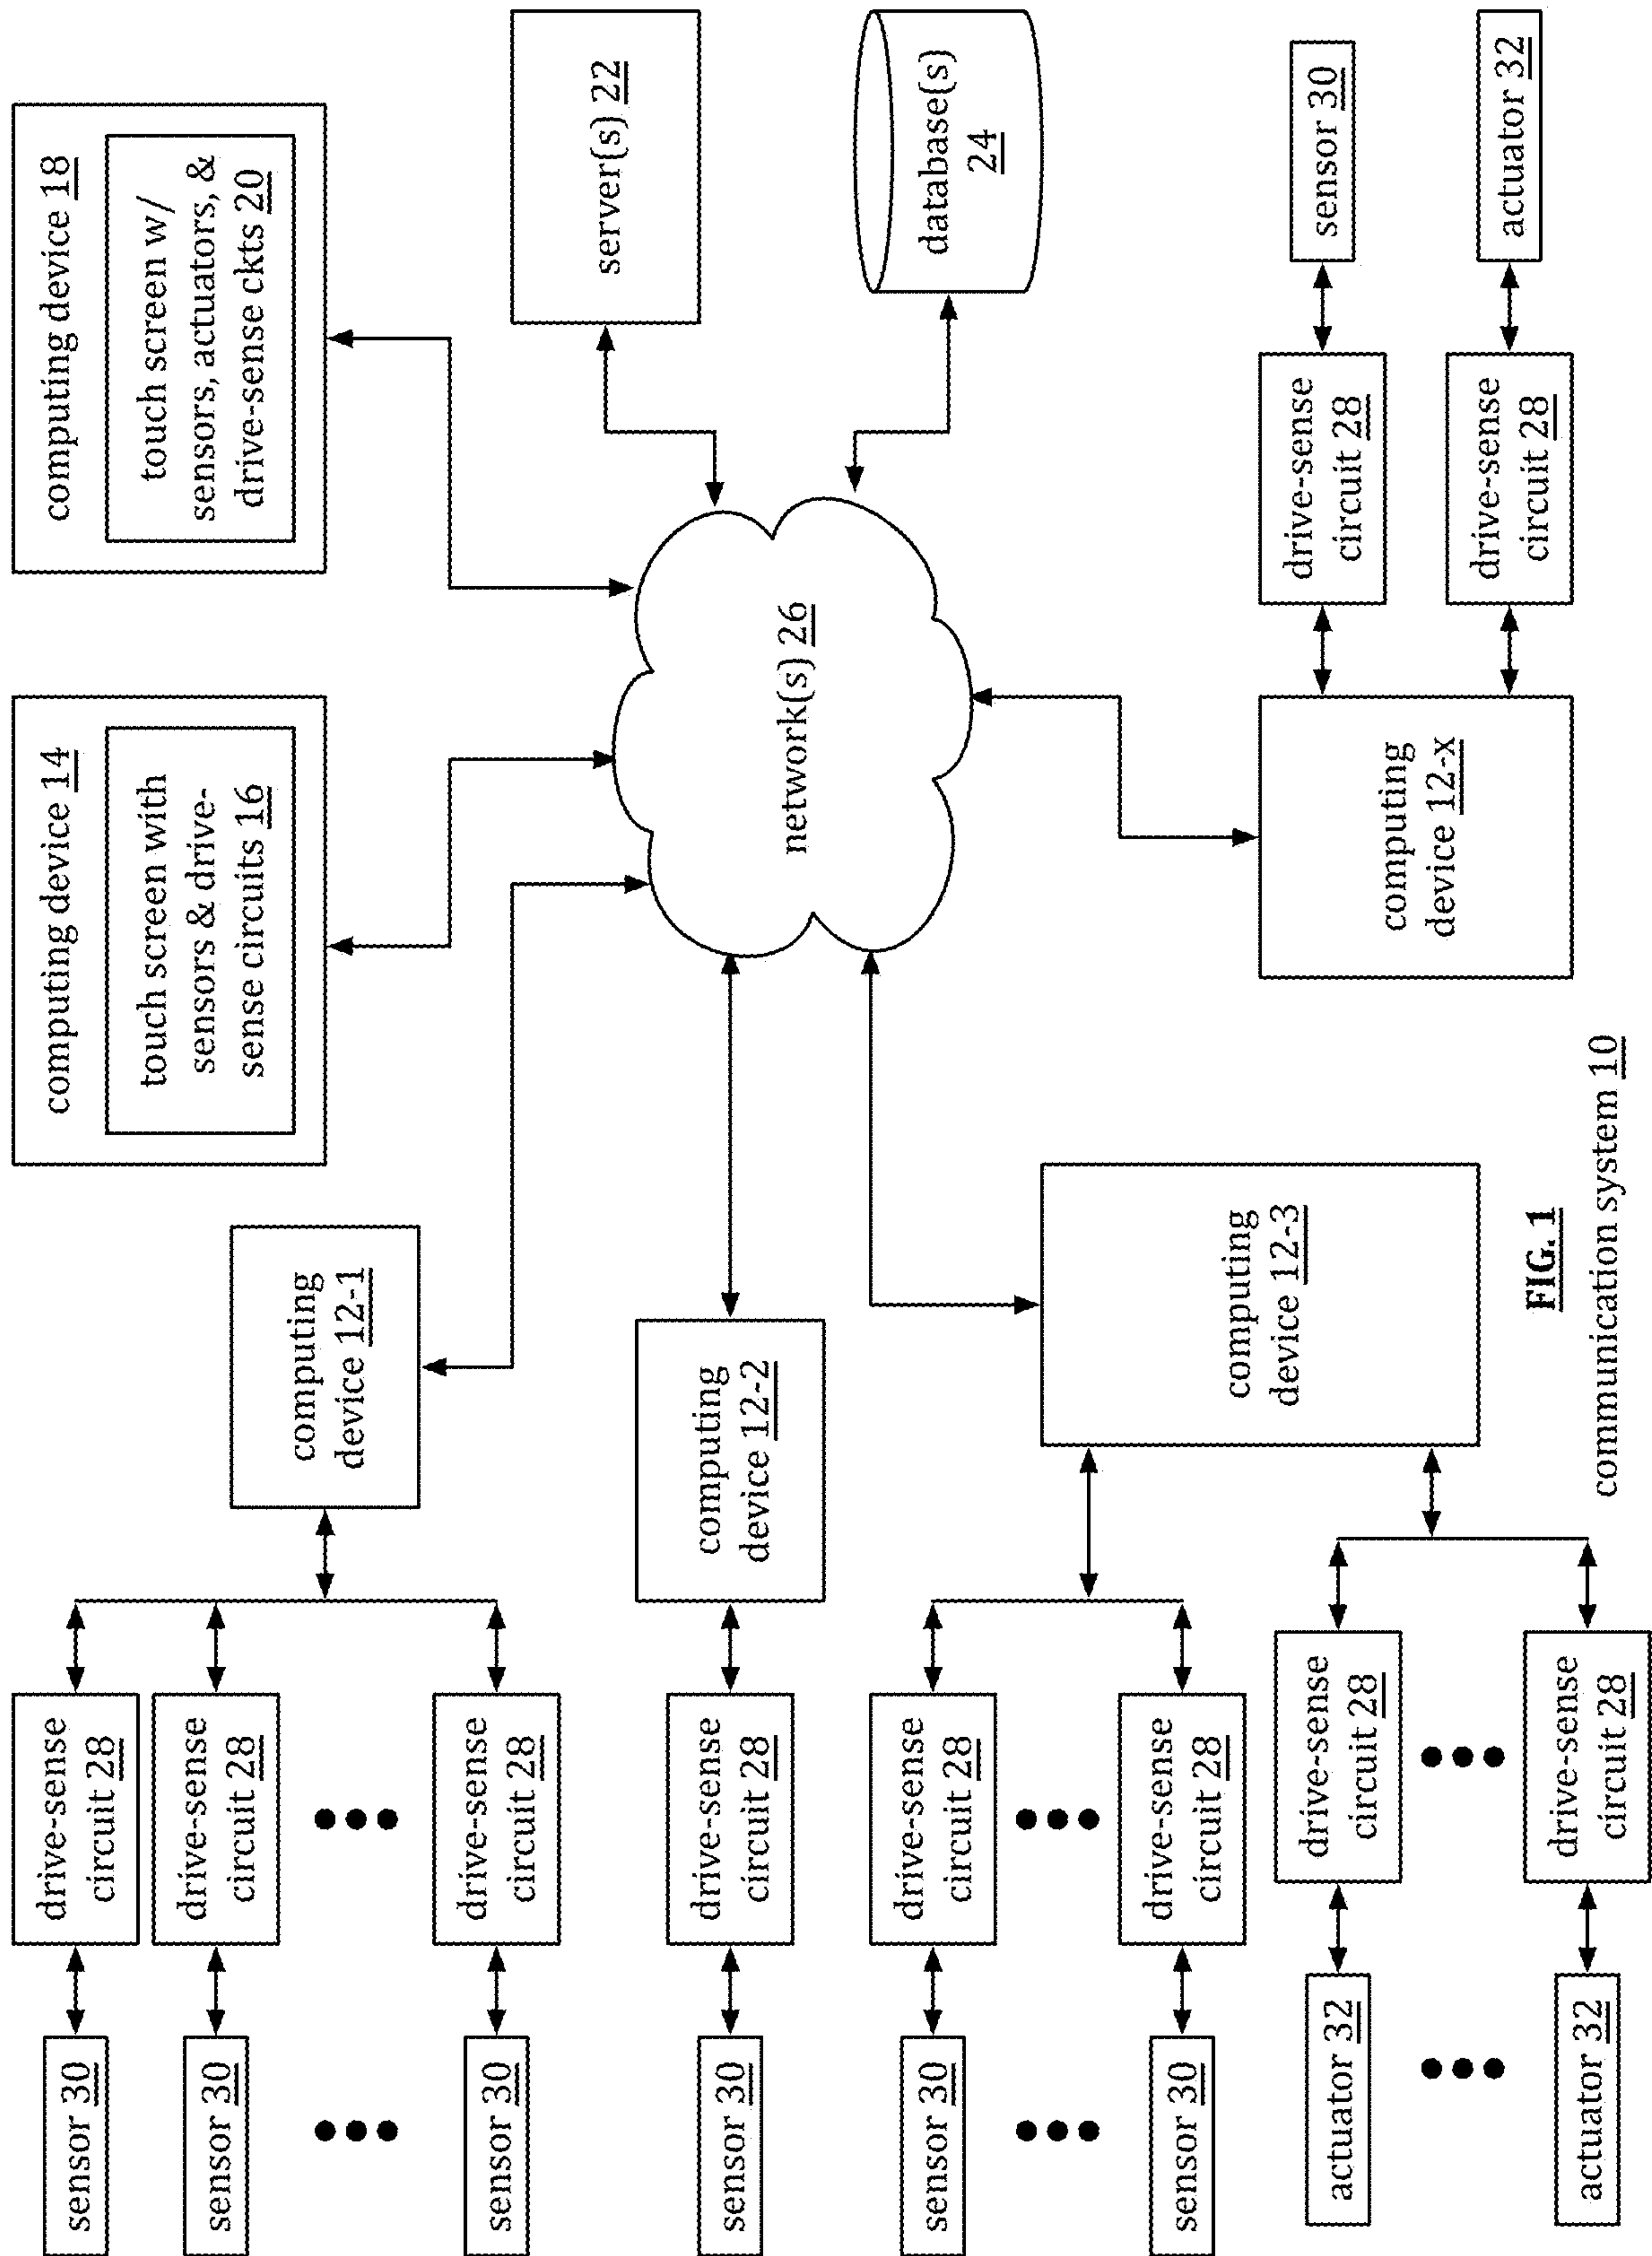 sensor 30
drive-sense
circuit 28
sensor 30
drive-sense
circuit 28
sensor 30
drive-sense
circuit 28
computing
device 12-1
computing device 14
touch screen with
sensors & drive-
sense circuits 16
computing device 18
touch screen w/
sensors, actuators, &
drive-sense ckts 20
sensor 30
drive-sense
circuit 28
computing
device 12-2
network(s) 26
server(s) 22
database(s)
24
sensor 30
drive-sense
circuit 28
sensor 30
drive-sense
circuit 28
computing
device 12-3
actuator 32
drive-sense
circuit 28
actuator 32
drive-sense
circuit 28
computing
device 12-x
drive-sense
circuit 28
sensor 30
drive-sense
circuit 28
actuator 32
FIG. 1
communication system 10